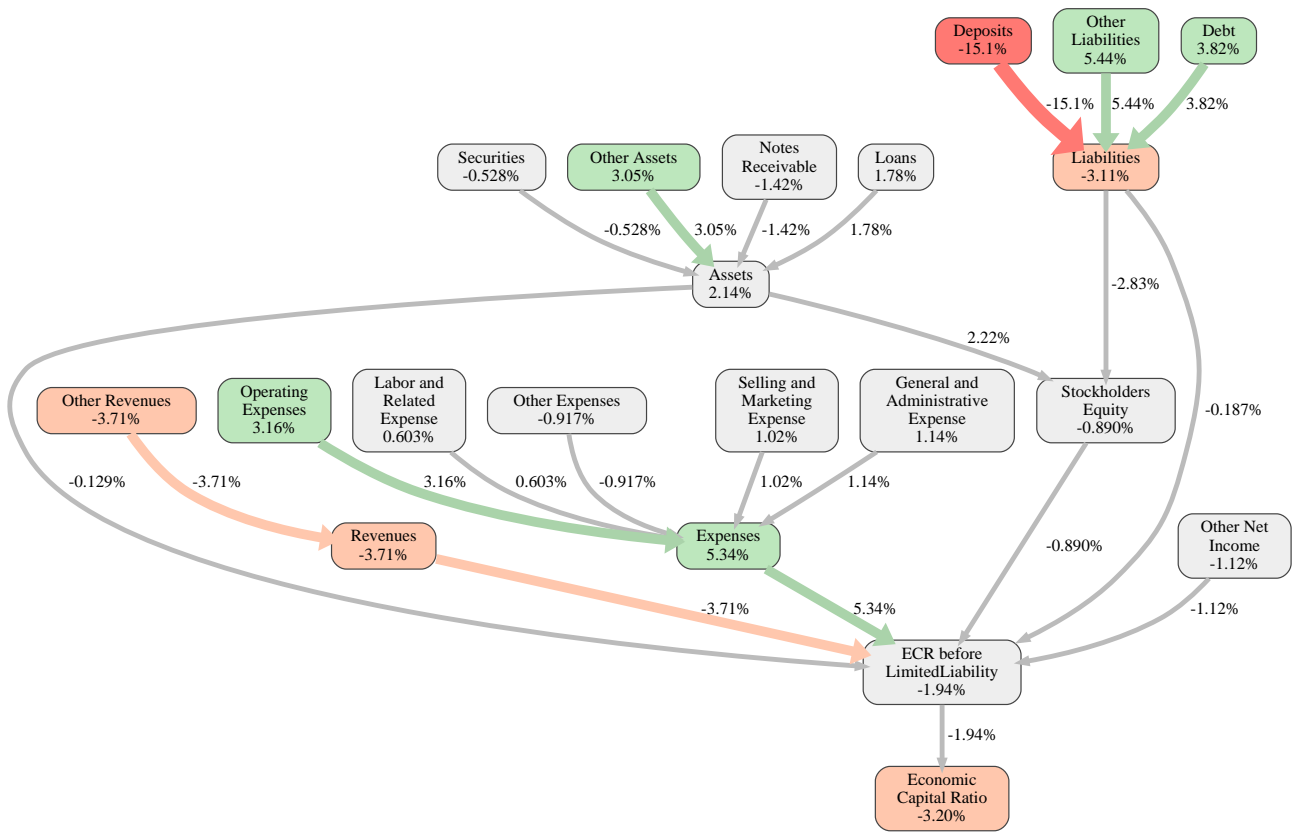 Deposits
-15.1%
Other
Liabilities
5.44%
Debt
3.82%
-15.1%
5.44%
3.82%
Securities
-0.528%
Other Assets
3.05%
Notes
Receivable
-1.42%
Loans
1.78%
Liabilities
-3.11%
-0.528%
3.05%
-1.42%
1.78%
Assets
2.14%
-2.83%
2.22%
Other Revenues
-3.71%
Operating
Expenses
3.16%
Labor and
Related
Expense
0.603%
Other Expenses
-0.917%
Selling and
Marketing
Expense
1.02%
General and
Administrative
Expense
1.14%
Stockholders
Equity
-0.890%
-0.187%
-0.129%
-3.71%
3.16%
0.603%
-0.917%
1.02%
1.14%
Revenues
-3.71%
Expenses
5.34%
-0.890%
Other Net
Income
-1.12%
-3.71%
5.34%
-1.12%
ECR before
LimitedLiability
-1.94%
-1.94%
Economic
Capital Ratio
-3.20%